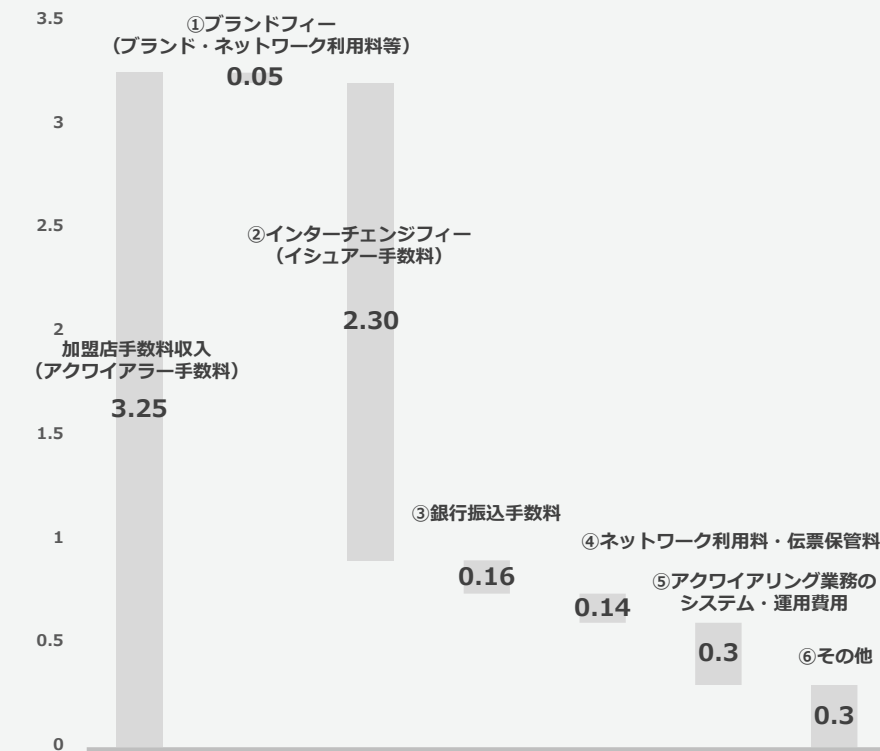 3.5
3
2.5
2
1.5
1
0.5
0
①ブランドフィー
（ブランド・ネットワーク利用料等）
0.05
②インターチェンジフィー
（イシュアー手数料）
2.30
加盟店手数料収入
（アクワイアラー手数料）
3.25
③銀行振込手数料
0.16
④ネットワーク利用料・伝票保管料
0.14
⑤アクワイアリング業務の
システム・運用費用
0.3
⑥その他
0.3